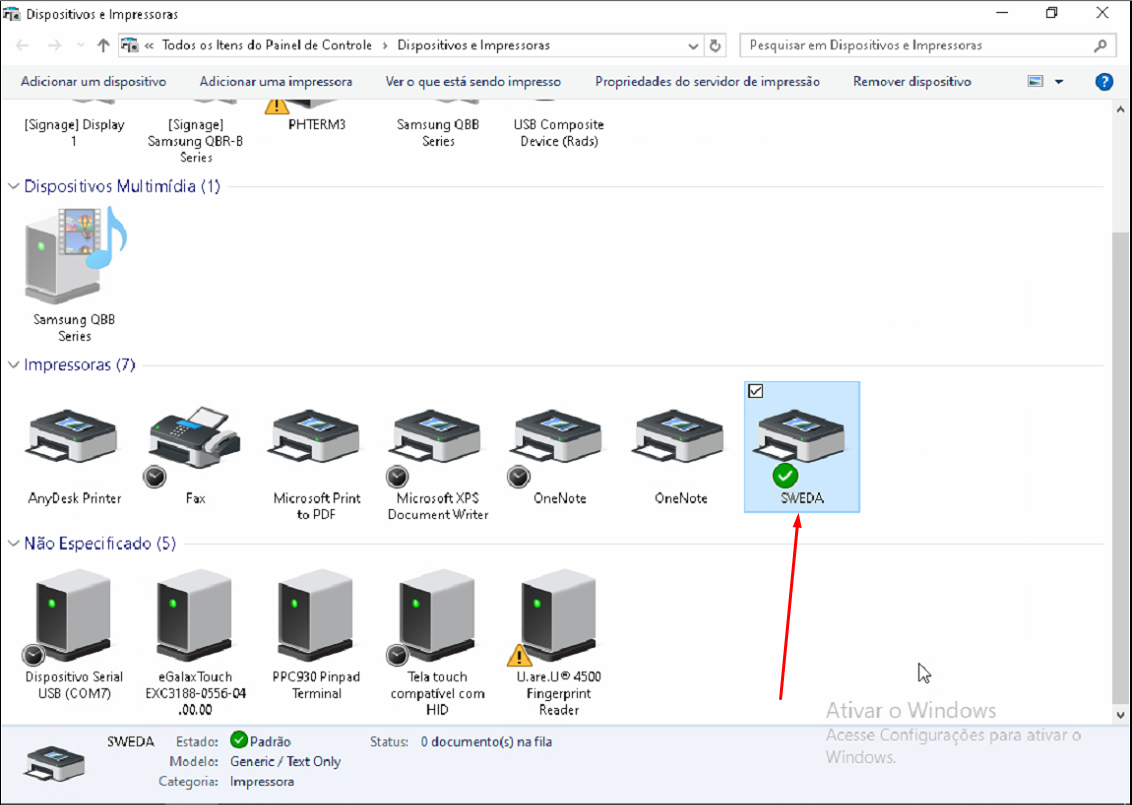 Dispositivos e Impressoras
« Todos os Itens do Painel de Controle › Dispositivos e Impressoras
Pesquisar em Dispositivos e Impressoras
Adicionar um dispositivo Adicionar uma impressora Ver o que está sendo impresso Propriedades do servidor de impressão Remover dispositivo
[Signage] Display
1
[Signage]
Samsung QBR-B
Series
PHTERM3
Samsung QBB
Series
USB Composite
Device (Rads)
Dispositivos Multimídia (1)
Samsung QBB
Series
Impressoras (7)
AnyDesk Printer
Fax
Microsoft Print
to PDF
Microsoft XPS
Document Writer
OneNote
OneNote
SWEDA
Não Especificado (5)
Dispositivo Serial
USB (COM7)
eGalaxTouch
EXC3188-0556-04
.00.00
PPC930 Pinpad
Terminal
Tela touch
compatível com
HID
U.are.U® 4500
Fingerprint
Reader
Ativar o Windows
Acesse Configurações para ativar o
Windows.
SWEDA Estado: Padrão Status: 0 documento(s) na fila
Modelo: Generic / Text Only
Categoria: Impressora